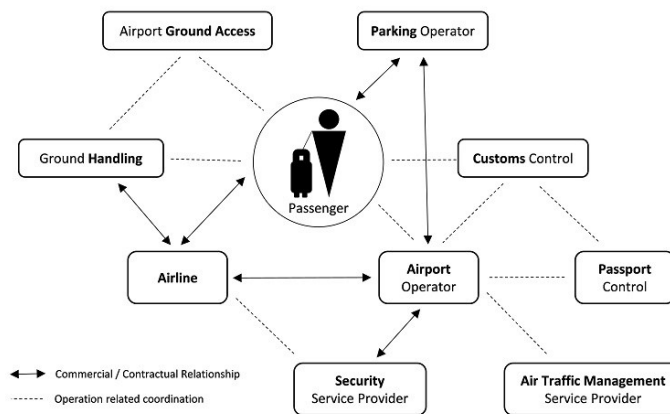 Airport Ground Access
Parking Operator
Ground Handling
Passenger
Customs Control
Airline
Airport
Operator
Passport
Control
Commercial / Contractual Relationship
Operation related coordination
Security
Service Provider
Air Traffic Management
Service Provider